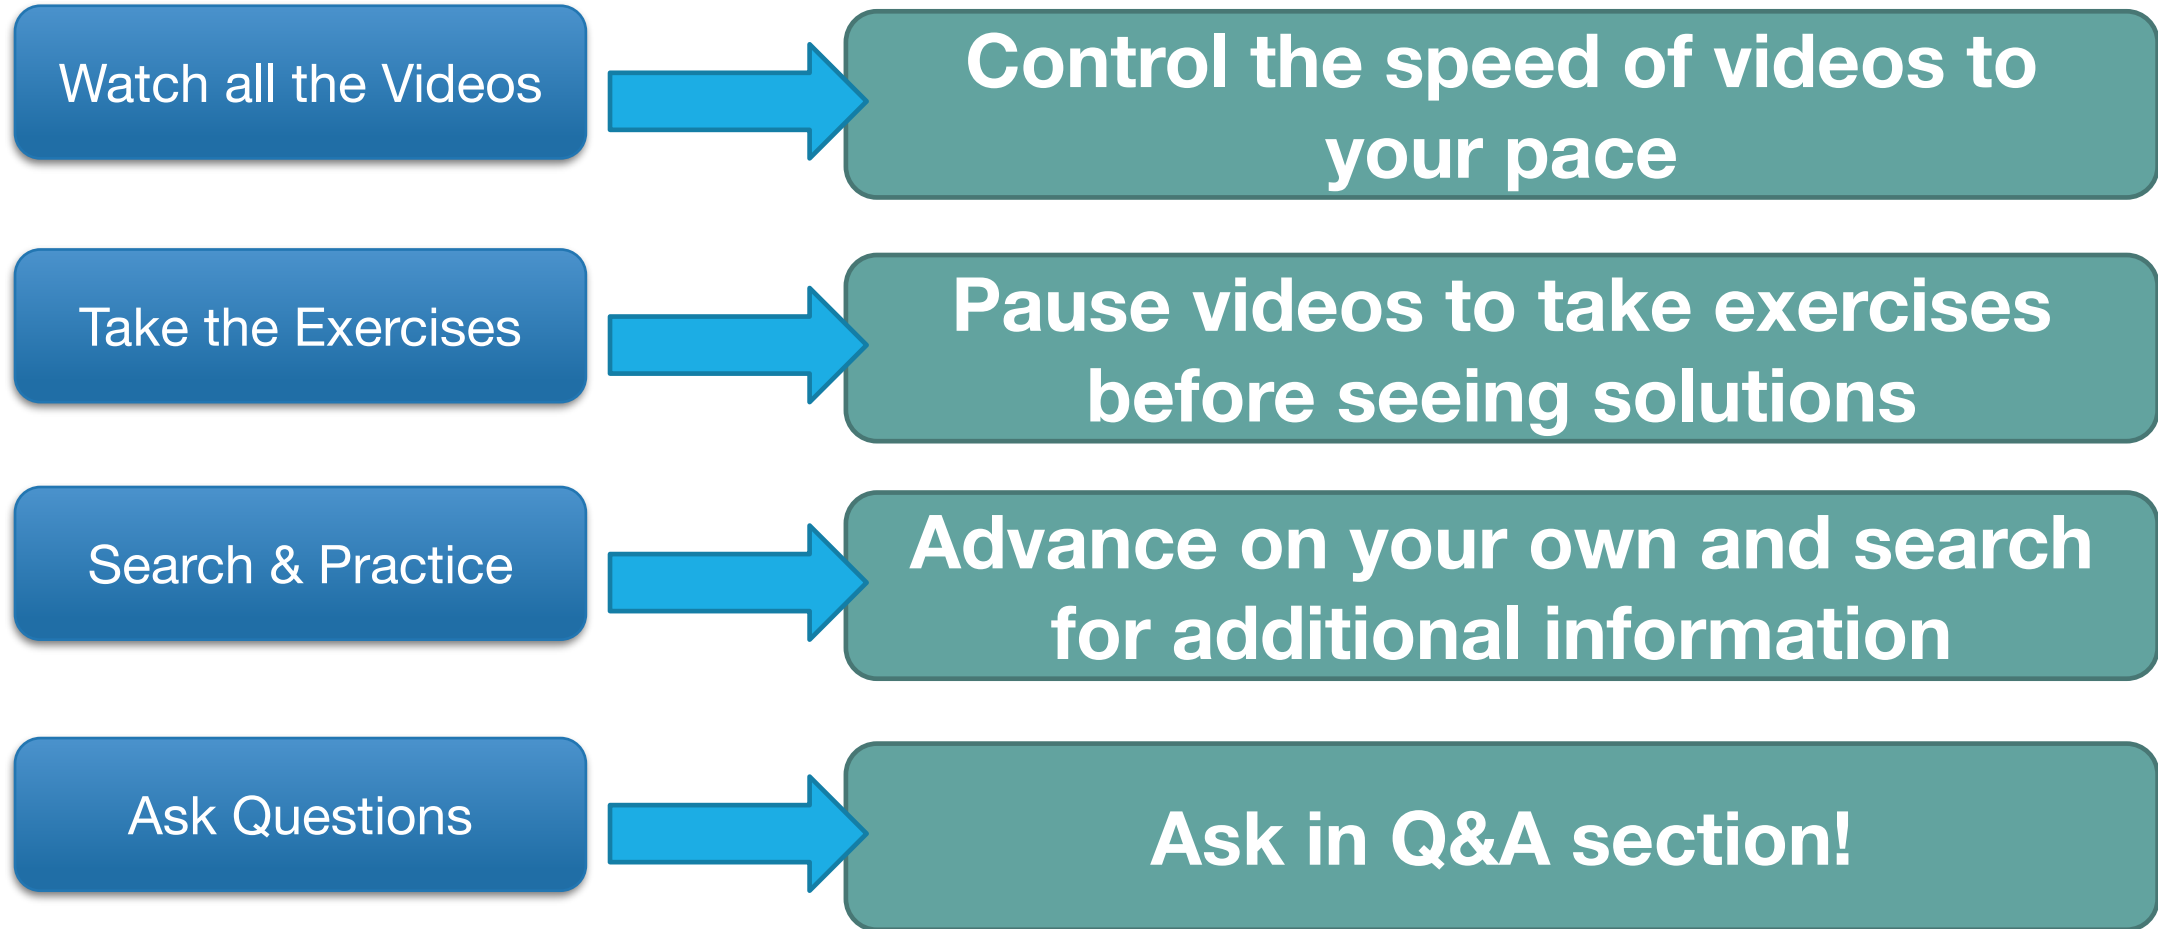 Watch all the Videos
Control the speed of videos to
your pace
Take the Exercises
Pause videos to take exercises
before seeing solutions
Search & Practice
Advance on your own and search
for additional information
Ask Questions
Ask in Q&A section!